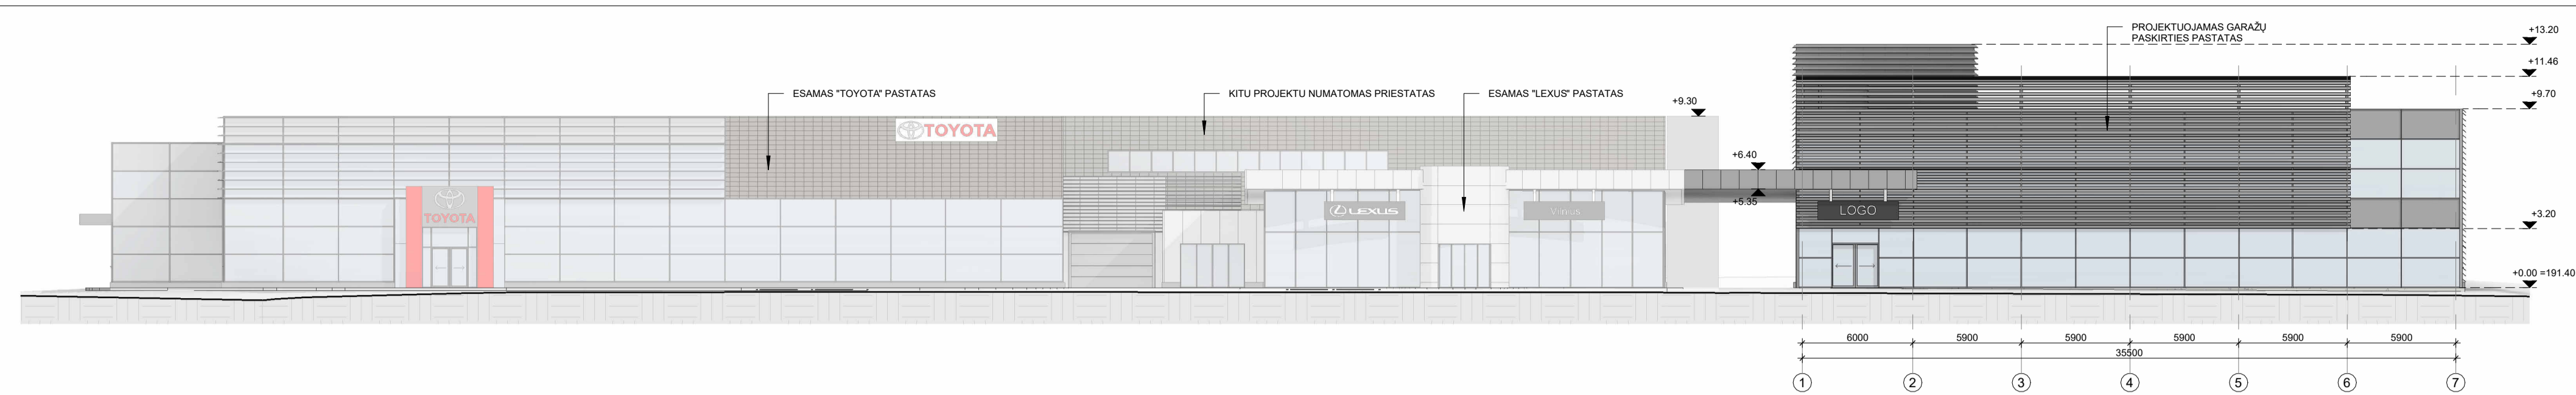 PROJEKTUOJAMAS GARAŽŲ
PASKIRTIES PASTATAS
+13.20
+11.46
+9.70
ESAMAS "TOYOTA" PASTATAS
KITU PROJEKTU NUMATOMAS PRIESTATAS
ESAMAS "LEXUS" PASTATAS
+9.30
TOYOTA
+6.40
+5.35
TOYOTA
LEXUS
Vilnius
LOGO
+3.20
+0.00 =191.40
6000
5900
5900
5900
5900
5900
35500
1
2
3
4
5
6
7